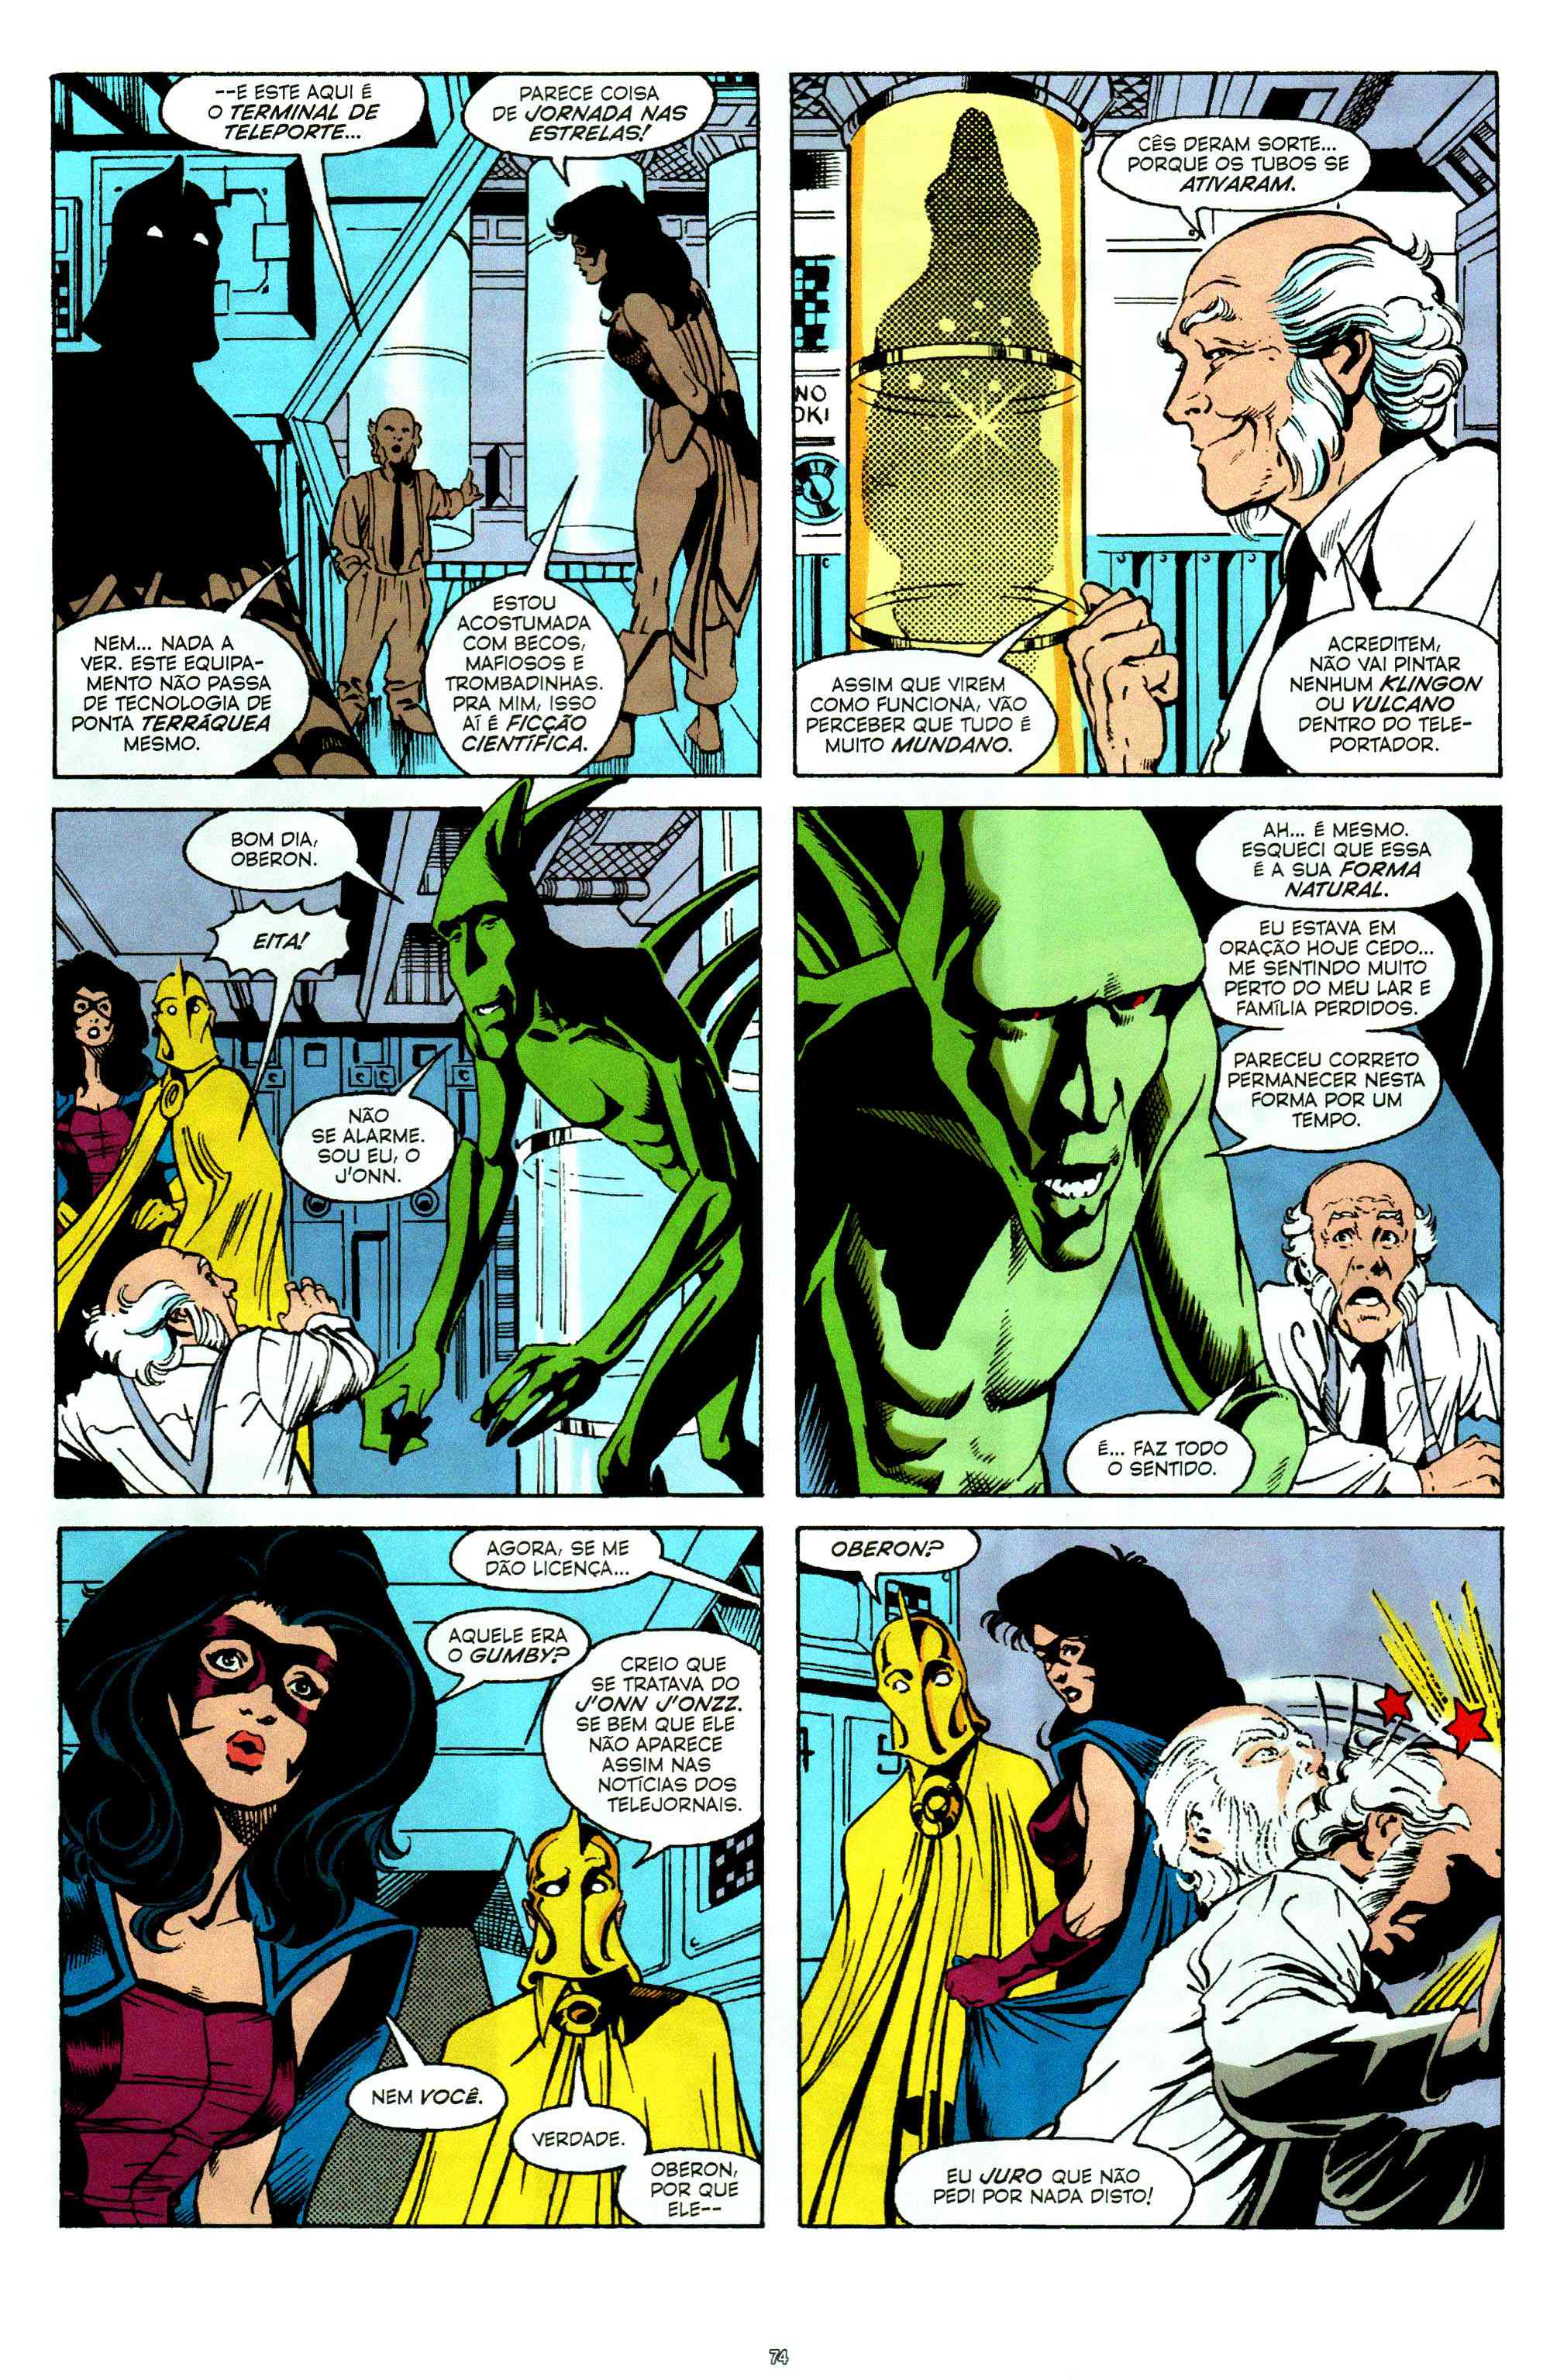 --E ESTE AQUI É
O TERMINAL DE
TELEPORTE...
PARECE COISA
DE JORNADA NAS
ESTRELAS!
NEM... NADA A
VER. ESTE EQUIPA-
MENTO NÃO PASSA
DE TECNOLOGIA DE
PONTA TERRÁQUEA
MESMO.
ESTOU
ACOSTUMADA
COM BECOS,
MAFIOSOS E
TROMBADINHAS.
PRA MIM, ISSO
AÍ É FICÇÃO
CIENTÍFICA.
CÊS DERAM SORTE...
PORQUE OS TUBOS SE
ATIVARAM.
NO
OKI
ASSIM QUE VIREM
COMO FUNCIONA, VÃO
PERCEBER QUE TUDO É
MUITO MUNDANO.
ACREDITEM,
NÃO VAI PINTAR
NENHUM KLINGON
OU VULCANO
DENTRO DO TELE-
PORTADOR.
BOM DIA,
OBERON.
EITA!
NÃO
SE ALARME.
SOU EU, O
J'ONN.
AH... É MESMO.
ESQUECI QUE ESSA
É A SUA FORMA
NATURAL.
EU ESTAVA EM
ORAÇÃO HOJE CEDO...
ME SENTINDO MUITO
PERTO DO MEU LAR E
FAMÍLIA PERDIDOS.
PARECEU CORRETO
PERMANECER NESTA
FORMA POR UM
TEMPO.
É... FAZ TODO
O SENTIDO.
AGORA, SE ME
DÃO LICENÇA...
AQUELE ERA
O GUMBY?
CREIO QUE
SE TRATAVA DO
J'ONN J'ONZZ.
SE BEM QUE ELE
NÃO APARECE
ASSIM NAS
NOTÍCIAS DOS
TELEJORNAIS.
NEM VOCÊ.
VERDADE.
OBERON,
POR QUE
ELE--
OBERON?
EU JURO QUE NÃO
PEDI POR NADA DISTO!
74